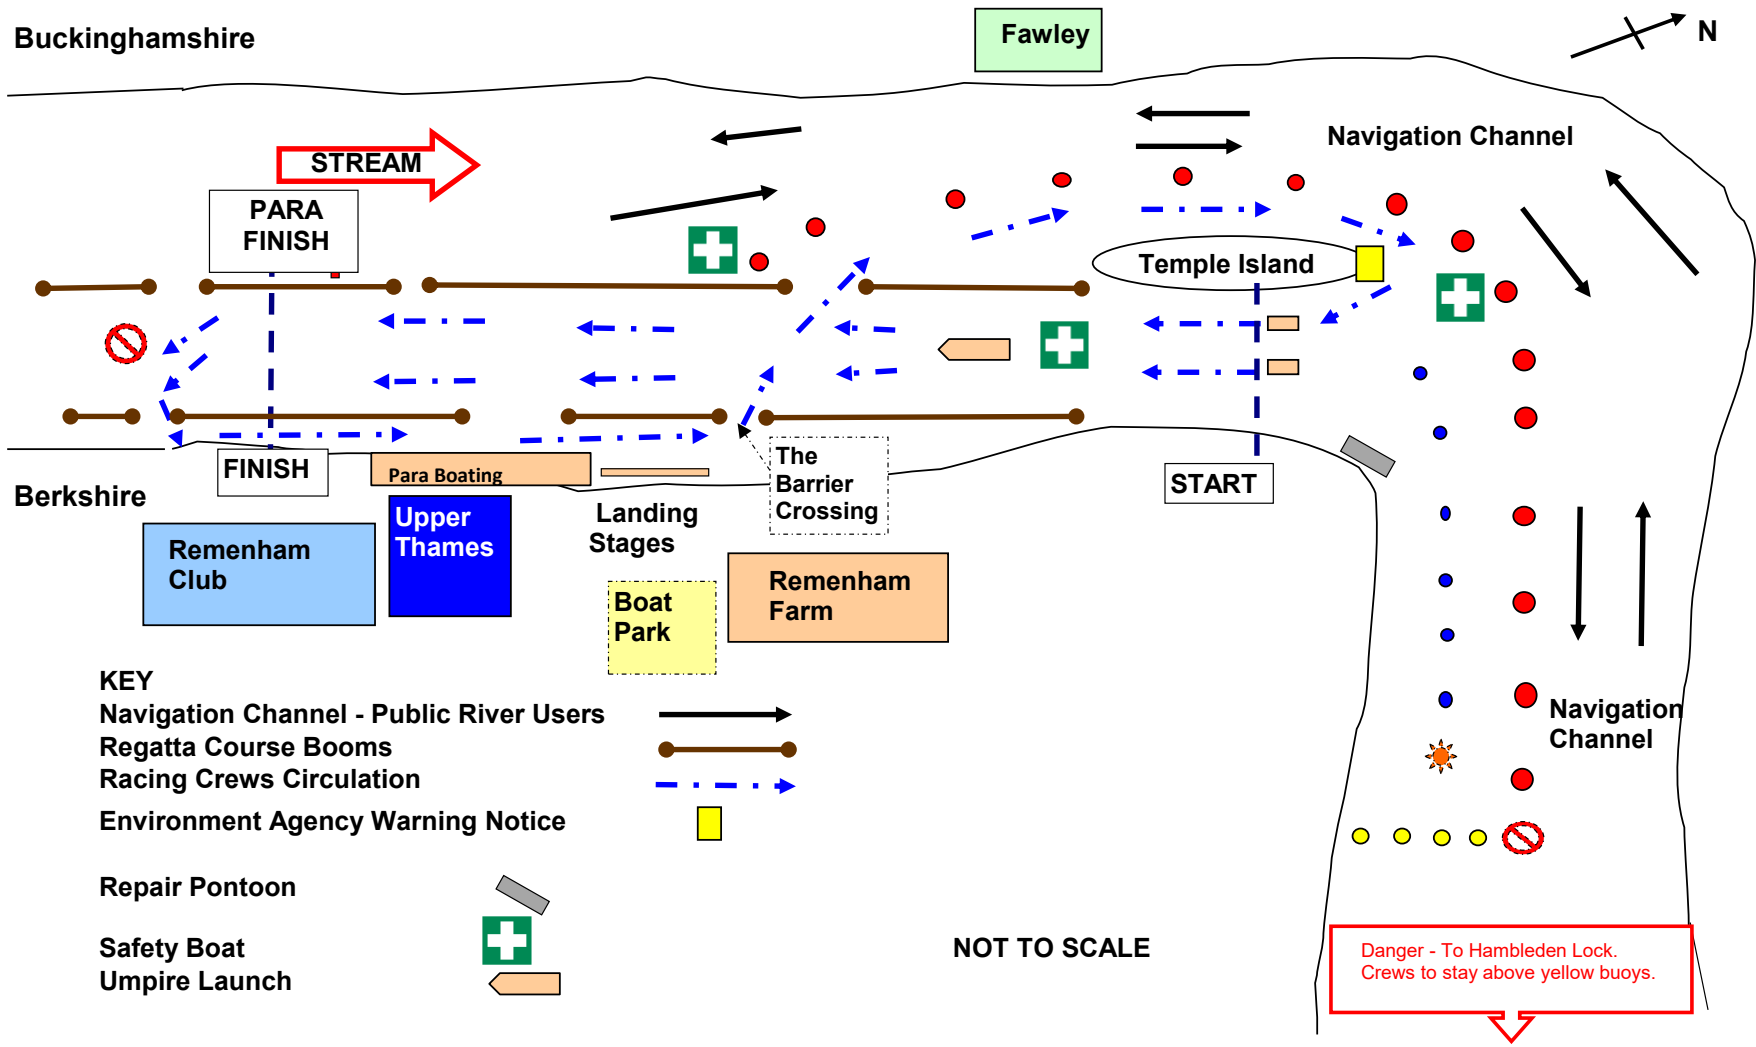 Buckinghamshire
Fawley
N
Navigation Channel
STREAM
PARA
FINISH
Temple Island
FINISH
Para Boating
The
Barrier
Crossing
START
Berkshire
Upper
Thames
Landing
Stages
Remenham
Club
Remenham
Farm
Boat
Park
KEY
Navigation Channel - Public River Users
Regatta Course Booms
Racing Crews Circulation
Environment Agency Warning Notice
Repair Pontoon
Safety Boat
Umpire Launch
NOT TO SCALE
Navigation
Channel
Danger - To Hambleden Lock.
Crews to stay above yellow buoys.